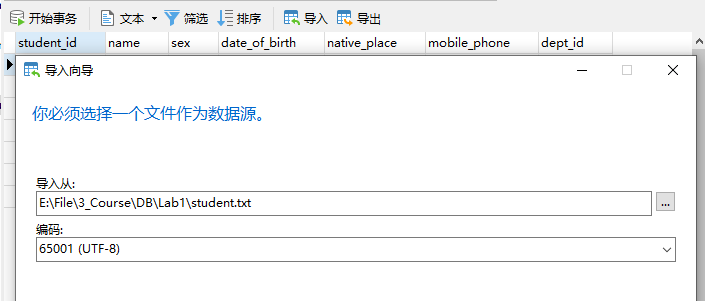 开始事务 文本 筛选 排序 导入 导出
student_id name sex date_of_birth native_place mobile_phone dept_id
导入向导
你必须选择一个文件作为数据源。
导入从:
E:\File\3_Course\DB\Lab1\student.txt
...
编码:
65001 (UTF-8)